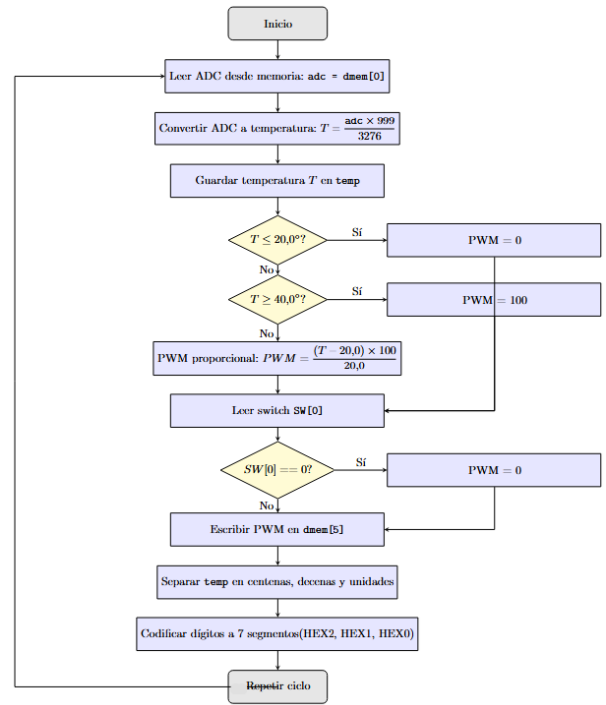 Inicio
Leer ADC desde memoria: adc = dmem[0]
Convertir ADC a temperatura: T = adc × 999 / 3276
Guardar temperatura T en temp
T ≤ 20,0°?
Sí
PWM = 0
No
T ≥ 40,0°?
Sí
PWM = 100
No
PWM proporcional: PWM = (T − 20,0) × 100 / 20,0
Leer switch SW[0]
SW[0] == 0?
Sí
PWM = 0
No
Escribir PWM en dmem[5]
Separar temp en centenas, decenas y unidades
Codificar dígitos a 7 segmentos(HEX2, HEX1, HEX0)
Repetir ciclo